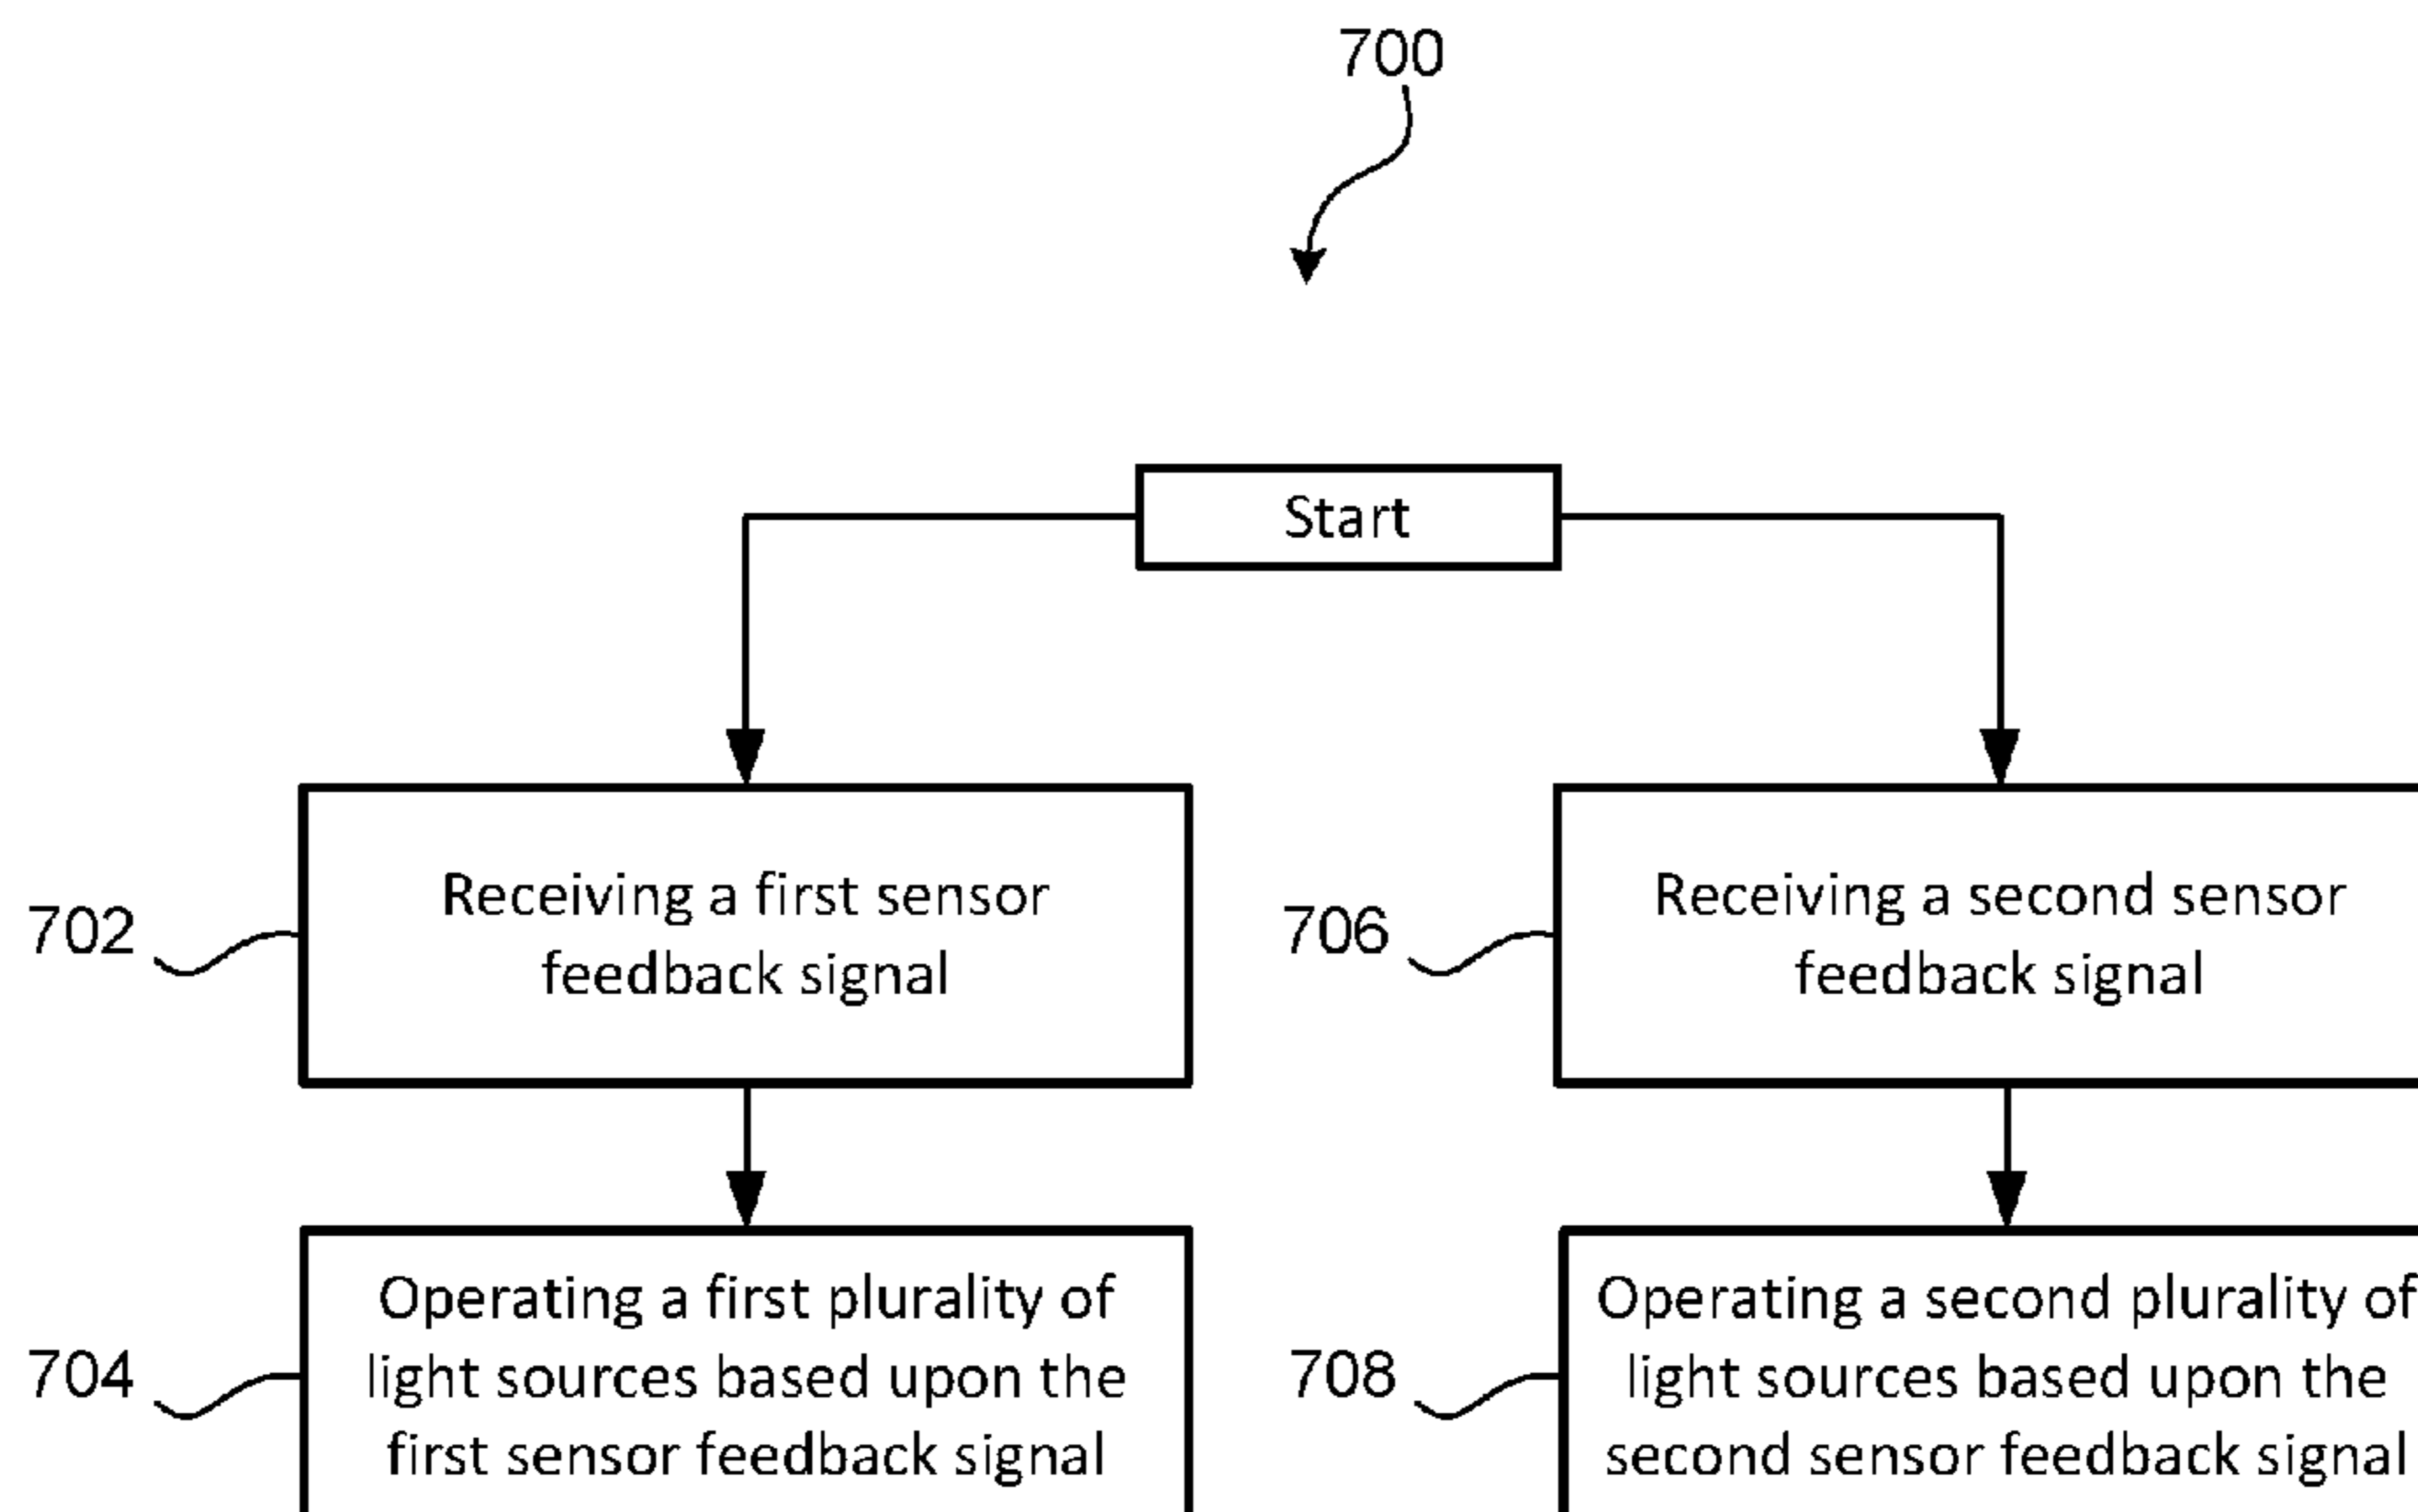 700
Start
702
Receiving a first sensor
feedback signal
706
Receiving a second sensor
feedback signal
704
Operating a first plurality of
light sources based upon the
first sensor feedback signal
708
Operating a second plurality of
light sources based upon the
second sensor feedback signal